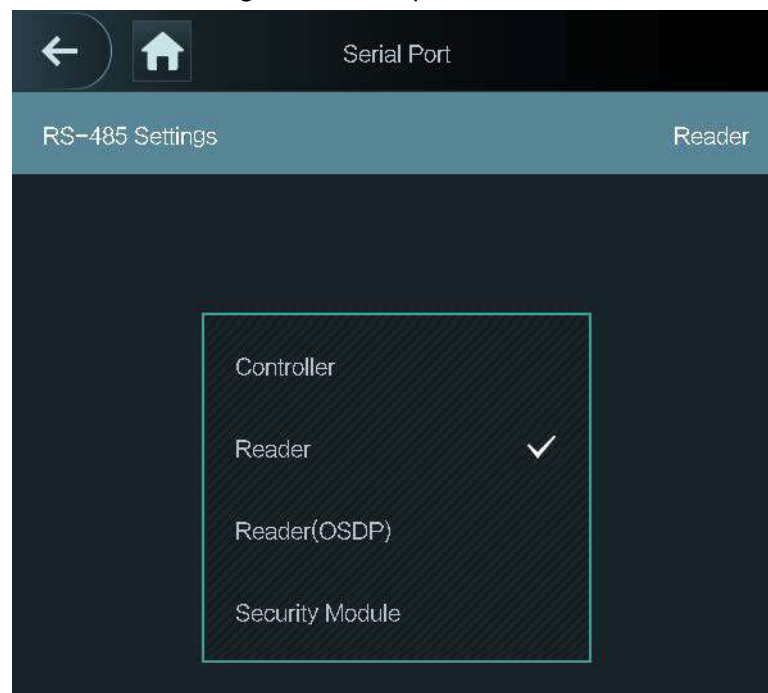 Serial Port
RS-485 Settings Reader
Controller
Reader
Reader(OSDP)
Security Module